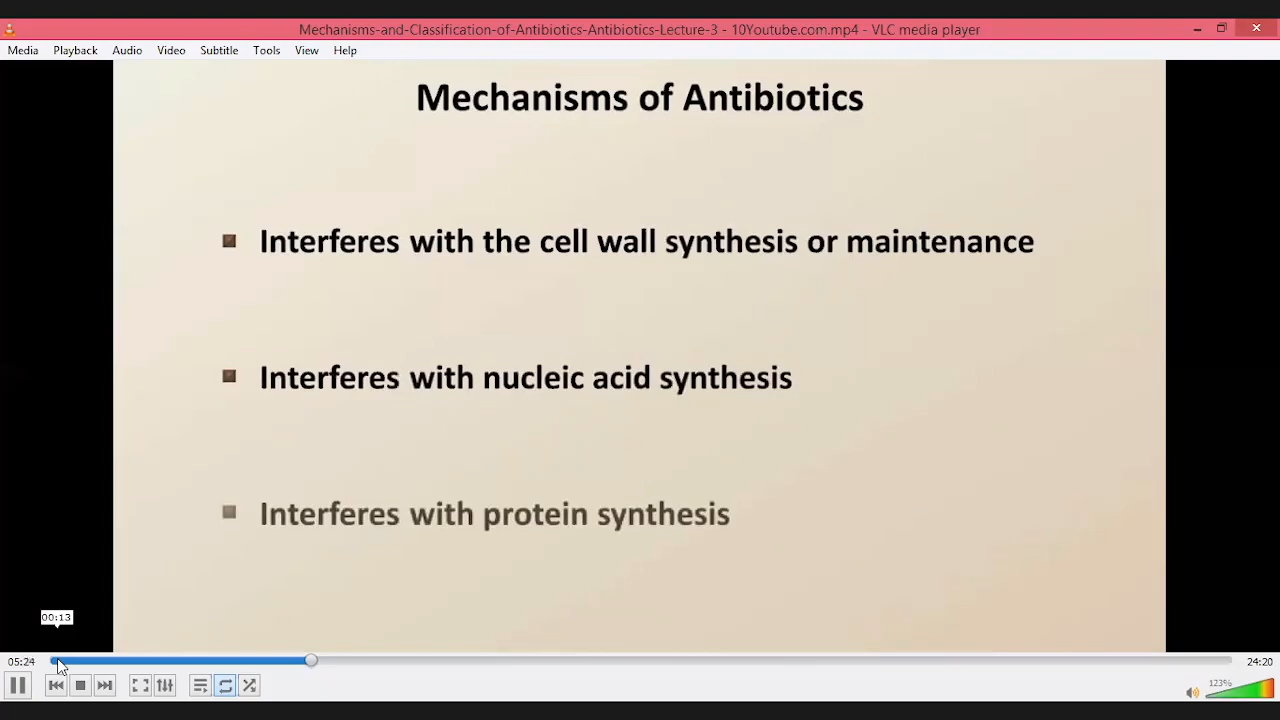 Mechanisms-and-Classification-of-Antibiotics-Antibiotics-Lecture-3 - 10Youtube.com.mp4 - VLC media player
Media Playback Audio Video Subtitle Tools View Help
Mechanisms of Antibiotics
Interferes with the cell wall synthesis or maintenance
Interferes with nucleic acid synthesis
Interferes with protein synthesis
00:13
05:24 24:20
123%